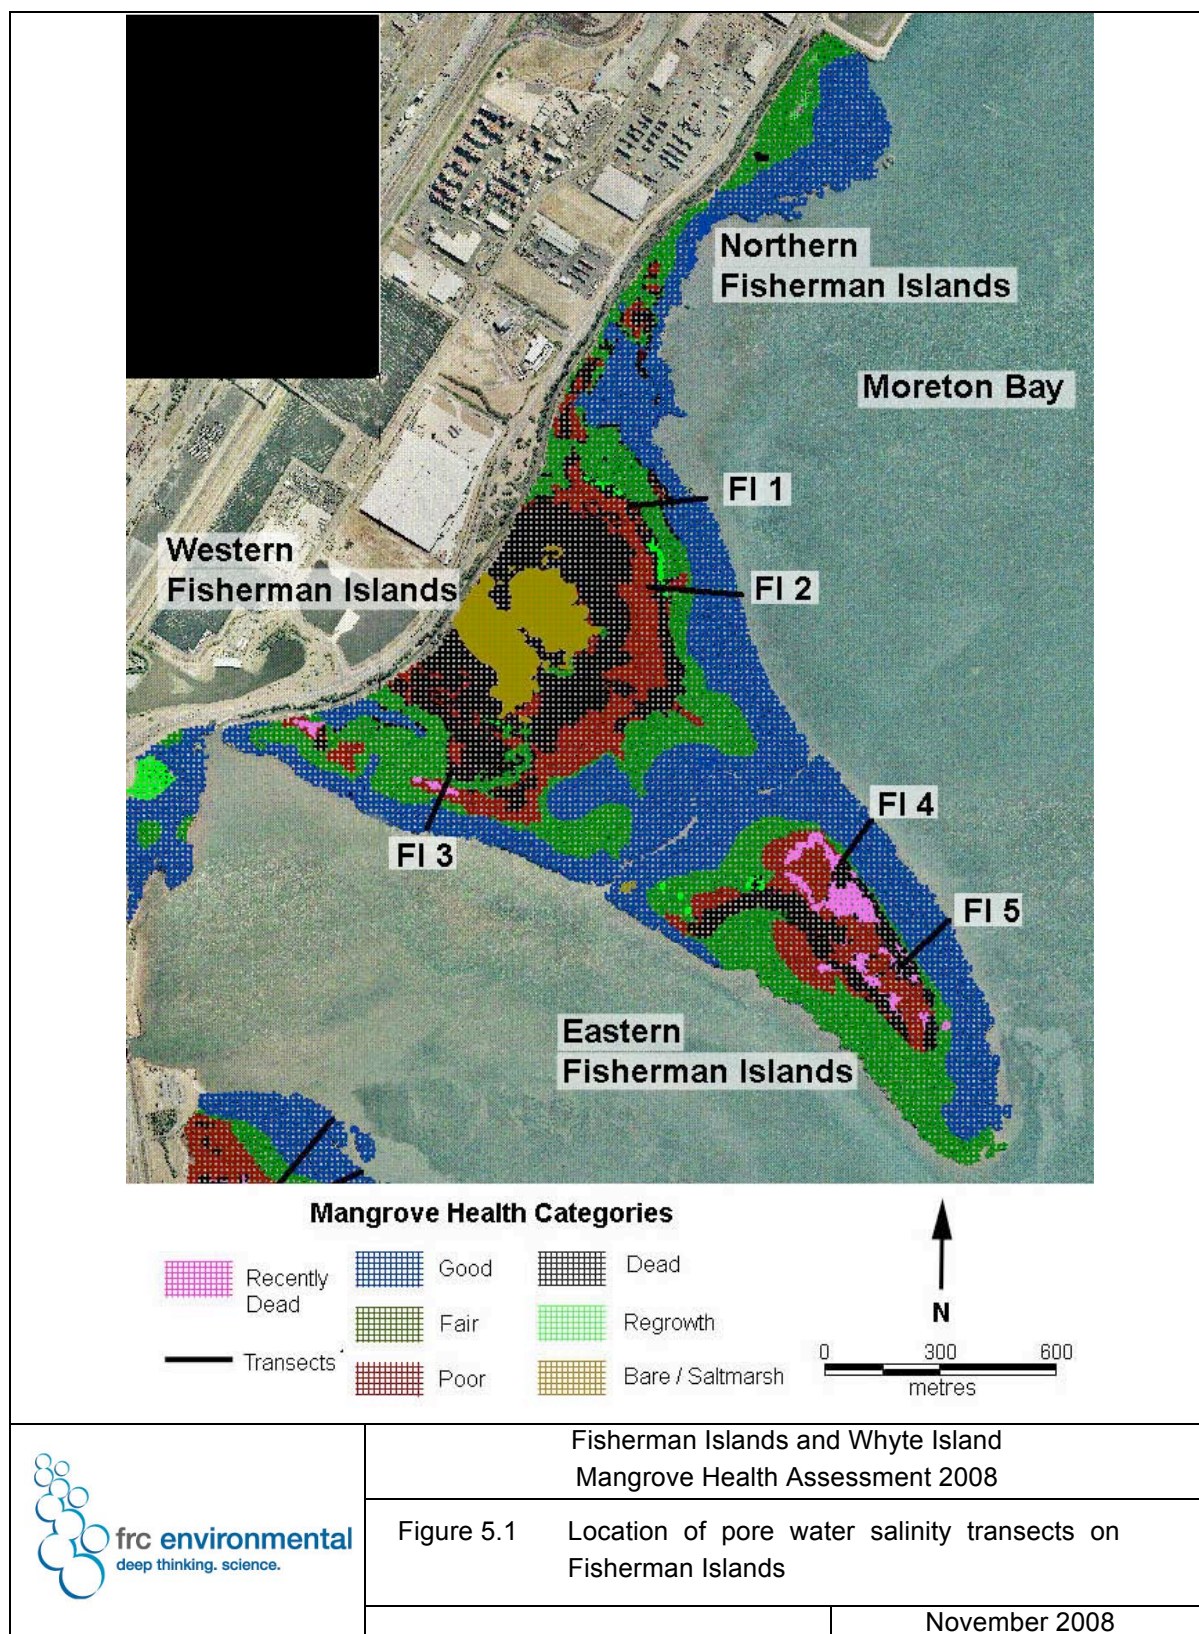 Northern
Fisherman Islands
Moreton Bay
FI 1
Western
Fisherman Islands
FI 2
FI 3
FI 4
FI 5
Eastern
Fisherman Islands
Mangrove Health Categories
Recently
Dead
Good
Dead
Fair
Regrowth
Transects
Poor
Bare / Saltmarsh
N
0 300 600
metres
frc environmental
deep thinking. science.
Fisherman Islands and Whyte Island
Mangrove Health Assessment 2008
Figure 5.1 Location of pore water salinity transects on
Fisherman Islands
November 2008